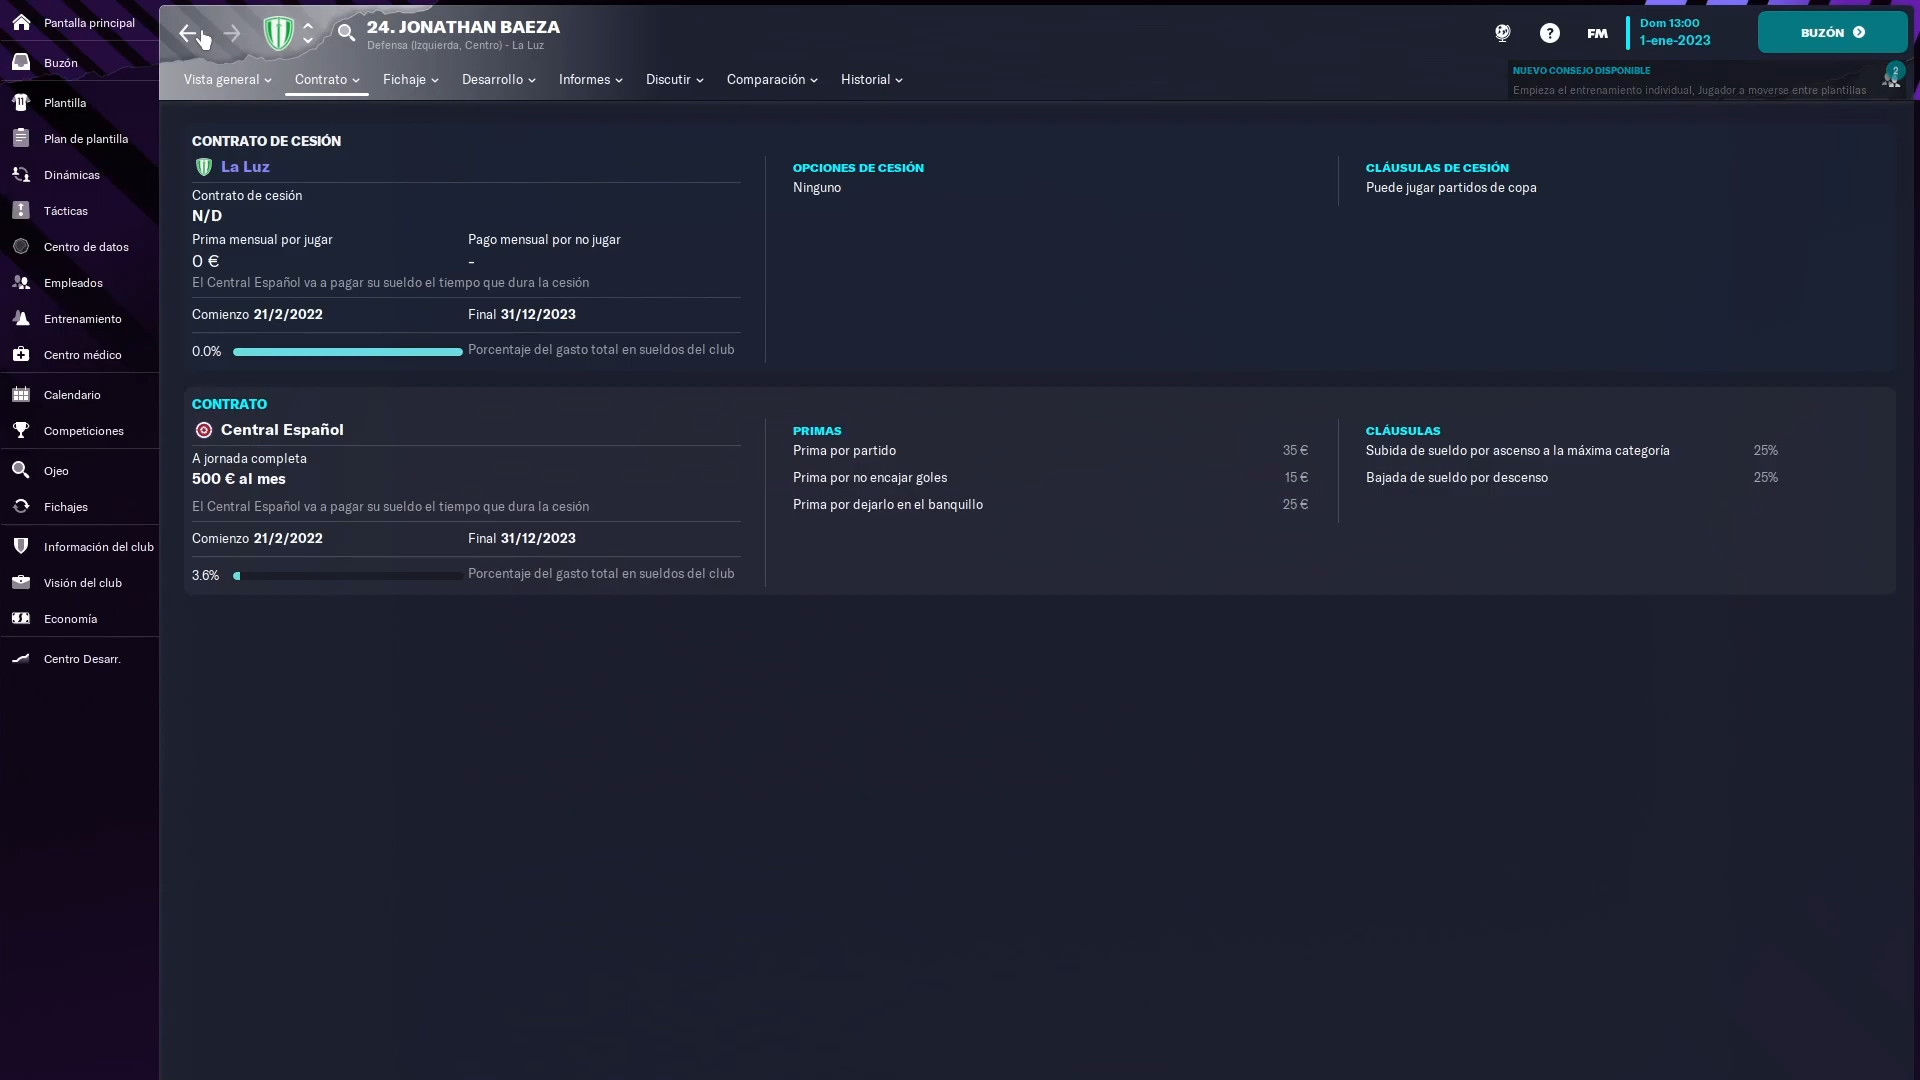 Pantalla principal
Buzón
Plantilla
Plan de plantilla
Dinámicas
Tácticas
Centro de datos
Empleados
Entrenamiento
Centro médico
Calendario
Competiciones
Ojeo
Fichajes
Información del club
Visión del club
Economía
Centro Desarr.
24. JONATHAN BAEZA
Defensa (Izquierda, Centro) - La Luz
FM
Dom 13:00
1-ene-2023
BUZÓN
Vista general
Contrato
Fichaje
Desarrollo
Informes
Discutir
Comparación
Historial
NUEVO CONSEJO DISPONIBLE
Empieza el entrenamiento individual, Jugador a moverse entre plantillas
2
CONTRATO DE CESIÓN
La Luz
Contrato de cesión
N/D
Prima mensual por jugar
Pago mensual por no jugar
0 €
-
El Central Español va a pagar su sueldo el tiempo que dura la cesión
Comienzo 21/2/2022
Final 31/12/2023
0.0%
Porcentaje del gasto total en sueldos del club
OPCIONES DE CESIÓN
Ninguno
CLÁUSULAS DE CESIÓN
Puede jugar partidos de copa
CONTRATO
Central Español
A jornada completa
500 € al mes
El Central Español va a pagar su sueldo el tiempo que dura la cesión
Comienzo 21/2/2022
Final 31/12/2023
3.6%
Porcentaje del gasto total en sueldos del club
PRIMAS
Prima por partido 35 €
Prima por no encajar goles 15 €
Prima por dejarlo en el banquillo 25 €
CLÁUSULAS
Subida de sueldo por ascenso a la máxima categoría 25%
Bajada de sueldo por descenso 25%